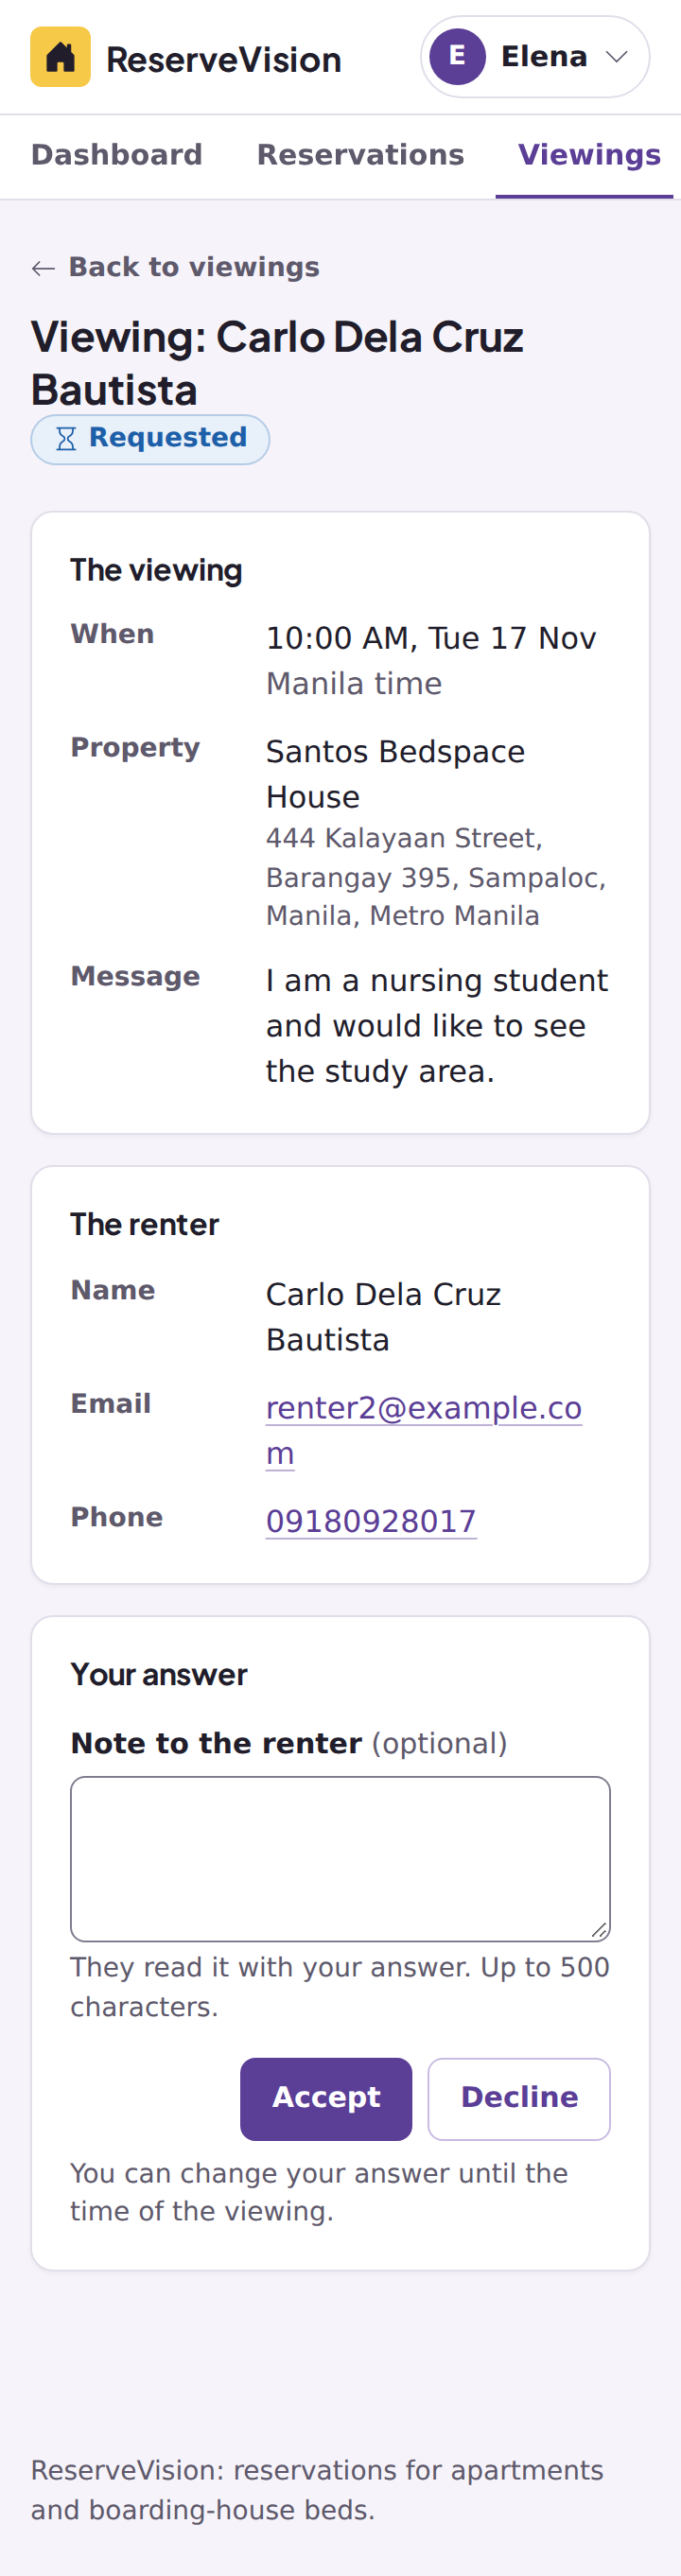 ReserveVision
E Elena
Dashboard Reservations Viewings
Back to viewings
Viewing: Carlo Dela Cruz
Bautista
Requested
The viewing
When 10:00 AM, Tue 17 Nov
Manila time
Property Santos Bedspace
House
444 Kalayaan Street,
Barangay 395, Sampaloc,
Manila, Metro Manila
Message I am a nursing student
and would like to see
the study area.
The renter
Name Carlo Dela Cruz
Bautista
Email renter2@example.co
m
Phone 09180928017
Your answer
Note to the renter (optional)
They read it with your answer. Up to 500
characters.
Accept Decline
You can change your answer until the
time of the viewing.
ReserveVision: reservations for apartments
and boarding-house beds.